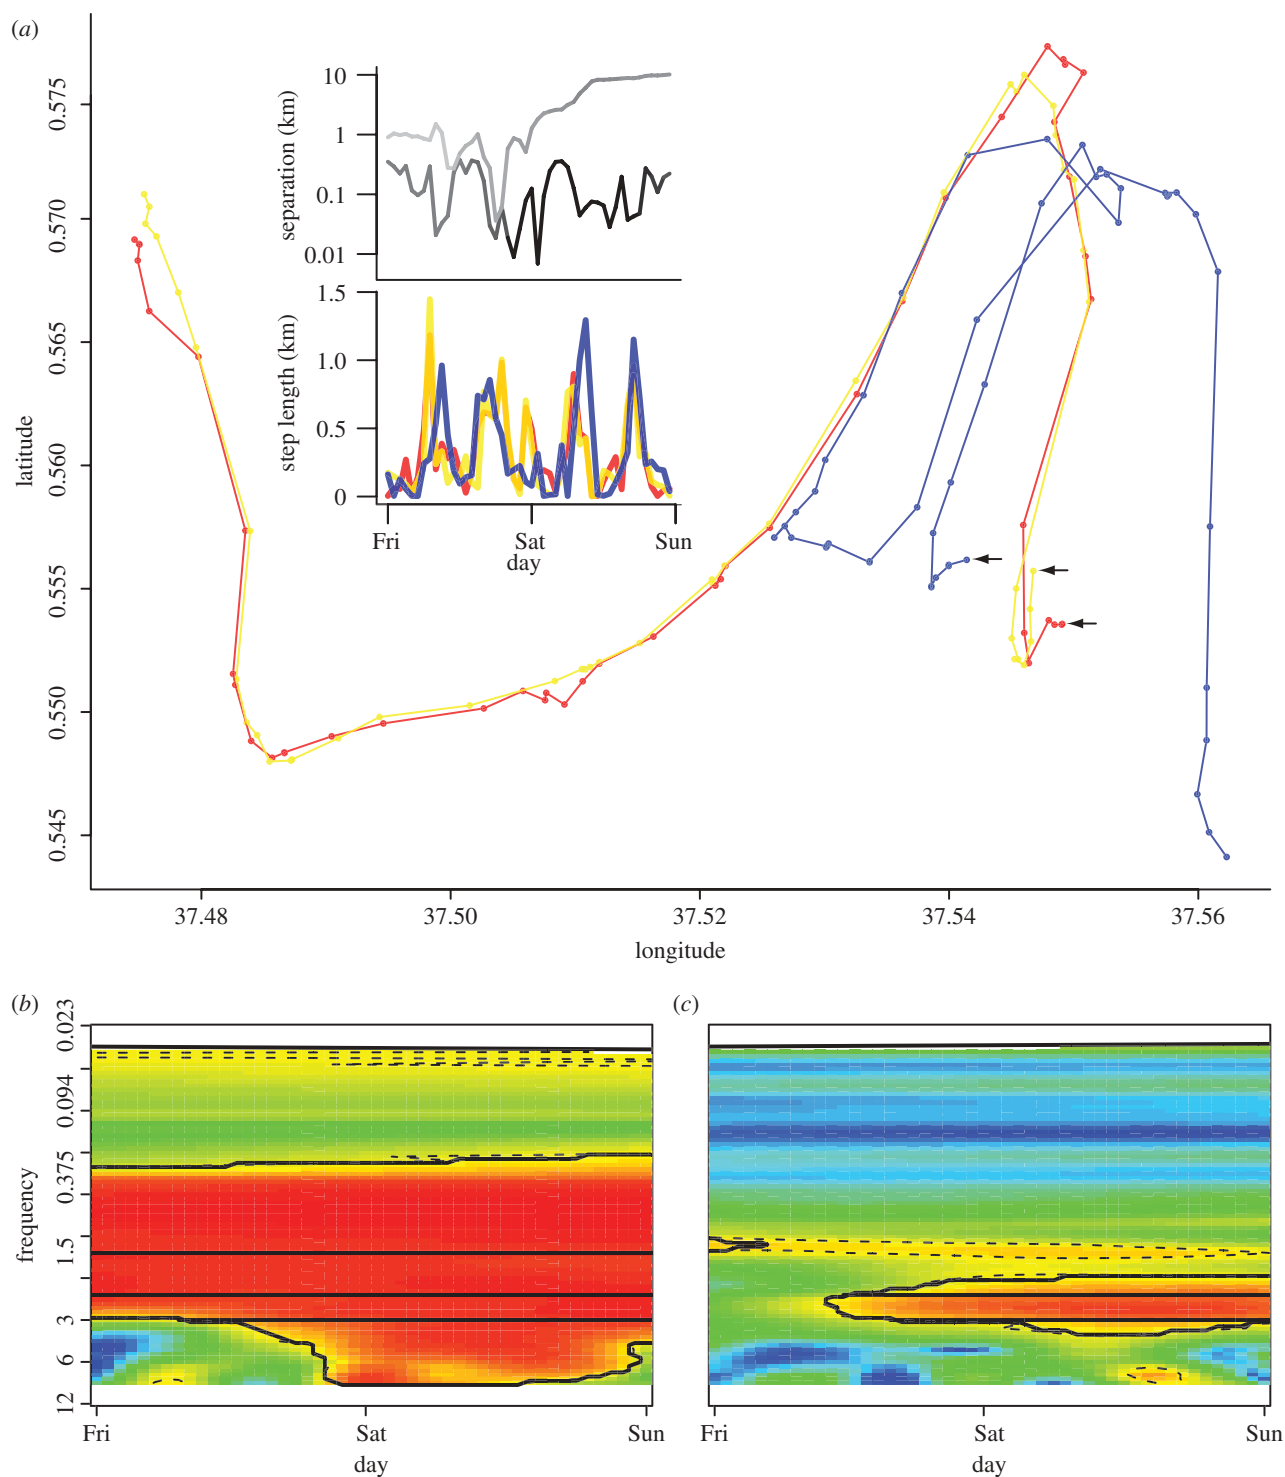 (a)
latitude
0.575
0.570
0.565
0.560
0.555
0.550
0.545
separation (km)
10
1
0.1
0.01
step length (km)
1.5
1.0
0.5
0
Fri Sat Sun
day
37.48 37.50 37.52 37.54 37.56
longitude
(b)
frequency
0.023
0.094
0.375
1.5
3
6
12
Fri Sat Sun
day
(c)
Fri Sat Sun
day